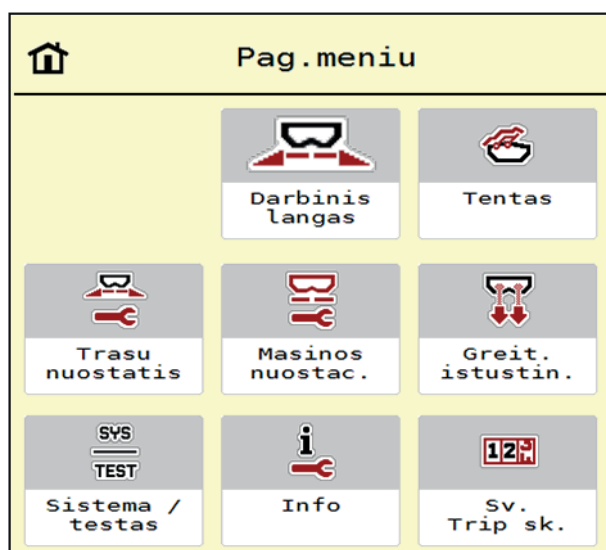 Pag.meniu
Darbinis
langas
Tentas
Trasu
nuostatis
Masinos
nuostac.
Greit.
istustin.
SYS
TEST
Sistema /
testas
i
Info
12
Sv.
Trip sk.